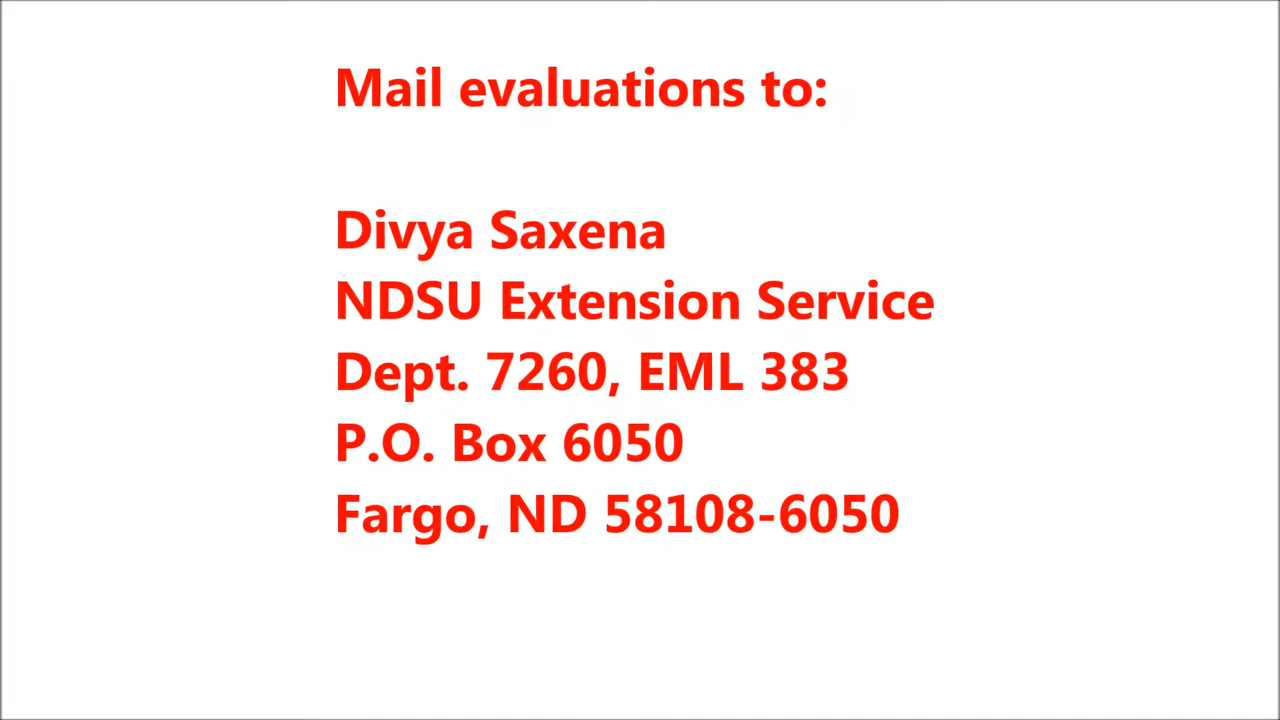 Mail evaluations to:
Divya Saxena
NDSU Extension Service
Dept. 7260, EML 383
P.O. Box 6050
Fargo, ND 58108-6050